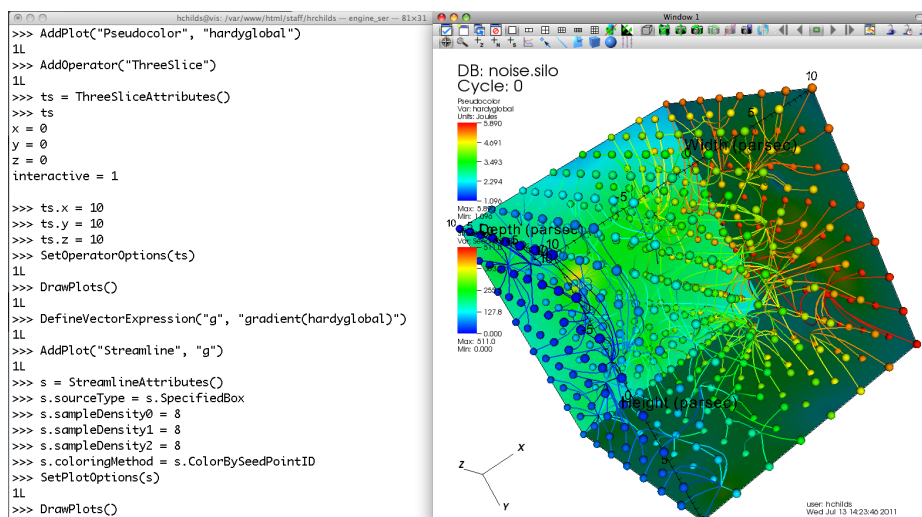 hchilds@vis: /var/www/html/staff/hrchilds — engine_ser — 81×31
>>> AddPlot("Pseudocolor", "hardyglobal")
1L
>>> AddOperator("ThreeSlice")
1L
>>> ts = ThreeSliceAttributes()
>>> ts
x = 0
y = 0
z = 0
interactive = 1
>>> ts.x = 10
>>> ts.y = 10
>>> ts.z = 10
>>> SetOperatorOptions(ts)
1L
>>> DrawPlots()
1L
>>> DefineVectorExpression("g", "gradient(hardyglobal)")
1L
>>> AddPlot("Streamline", "g")
1L
>>> s = StreamlineAttributes()
>>> s.sourceType = s.SpecifiedBox
>>> s.sampleDensity0 = 8
>>> s.sampleDensity1 = 8
>>> s.sampleDensity2 = 8
>>> s.coloringMethod = s.ColorBySeedPointID
>>> SetPlotOptions(s)
1L
>>> DrawPlots()
Window 1
DB: noise.silo
Cycle: 0
Pseudocolor
Var: hardyglobal
Units: Joules
5.890
4.691
3.493
2.294
1.096
Min: 1.096
511.0
255.
127.8
0.000
Max: 511.0
Min: 0.000
10
5
Width (parsec)
5
10
Depth (parsec)
10
5
Height (parsec)
5
X
Z
Y
user: hchilds
Wed Jul 13 14:23:46 2011